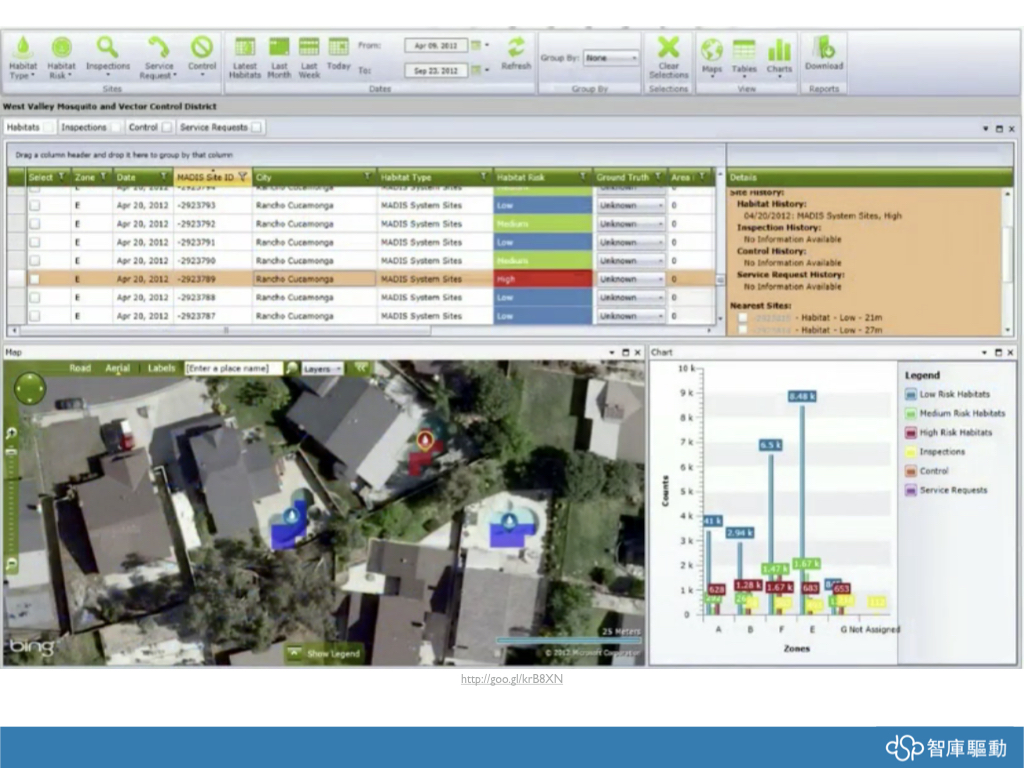 Habitat Type
Habitat Risk
Inspections
Service Request
Control
Sites
Latest Habitats
Last Month
Last Week
Today
From: Apr 09, 2012
To: Sep 23, 2012
Refresh
Dates
Group By: None
Group By
Clear Selections
Selections
Maps
Tables
Charts
View
Download
Reports
West Valley Mosquito and Vector Control District
Habitats Inspections Control Service Requests
Drag a column header and drop it here to group by that column
Select Zone Date MADIS Site ID City Habitat Type Habitat Risk Ground Truth Area
E Apr 20, 2012 -2923794 Rancho Cucamonga MADIS System Sites Medium Unknown 0
E Apr 20, 2012 -2923793 Rancho Cucamonga MADIS System Sites Low Unknown 0
E Apr 20, 2012 -2923792 Rancho Cucamonga MADIS System Sites Medium Unknown 0
E Apr 20, 2012 -2923791 Rancho Cucamonga MADIS System Sites Low Unknown 0
E Apr 20, 2012 -2923790 Rancho Cucamonga MADIS System Sites Medium Unknown 0
E Apr 20, 2012 -2923789 Rancho Cucamonga MADIS System Sites High Unknown 0
E Apr 20, 2012 -2923788 Rancho Cucamonga MADIS System Sites Low Unknown 0
E Apr 20, 2012 -2923787 Rancho Cucamonga MADIS System Sites Low Unknown 0
Details
Site History:
Habitat History:
04/20/2012: MADIS System Sites, High
Inspection History:
No Information Available
Control History:
No Information Available
Service Request History:
No Information Available
Nearest Sites:
- Habitat - Low - 21m
- Habitat - Low - 27m
Map
Road Aerial Labels [Enter a place name] Layers
25 Meters
bing
Show Legend
© 2012 Microsoft Corporation
Chart
10 k
9 k
8 k
7 k
6 k
5 k
4 k
3 k
2 k
1 k
0
Counts
41 k
2.94 k
6.5 k
8.48 k
628
1.28 k
1.47 k
1.67 k
1.67 k
683
653
A B F E G Not Assigned
Zones
Legend
Low Risk Habitats
Medium Risk Habitats
High Risk Habitats
Inspections
Control
Service Requests
http://goo.gl/krB8XN
dsp 智庫驅動